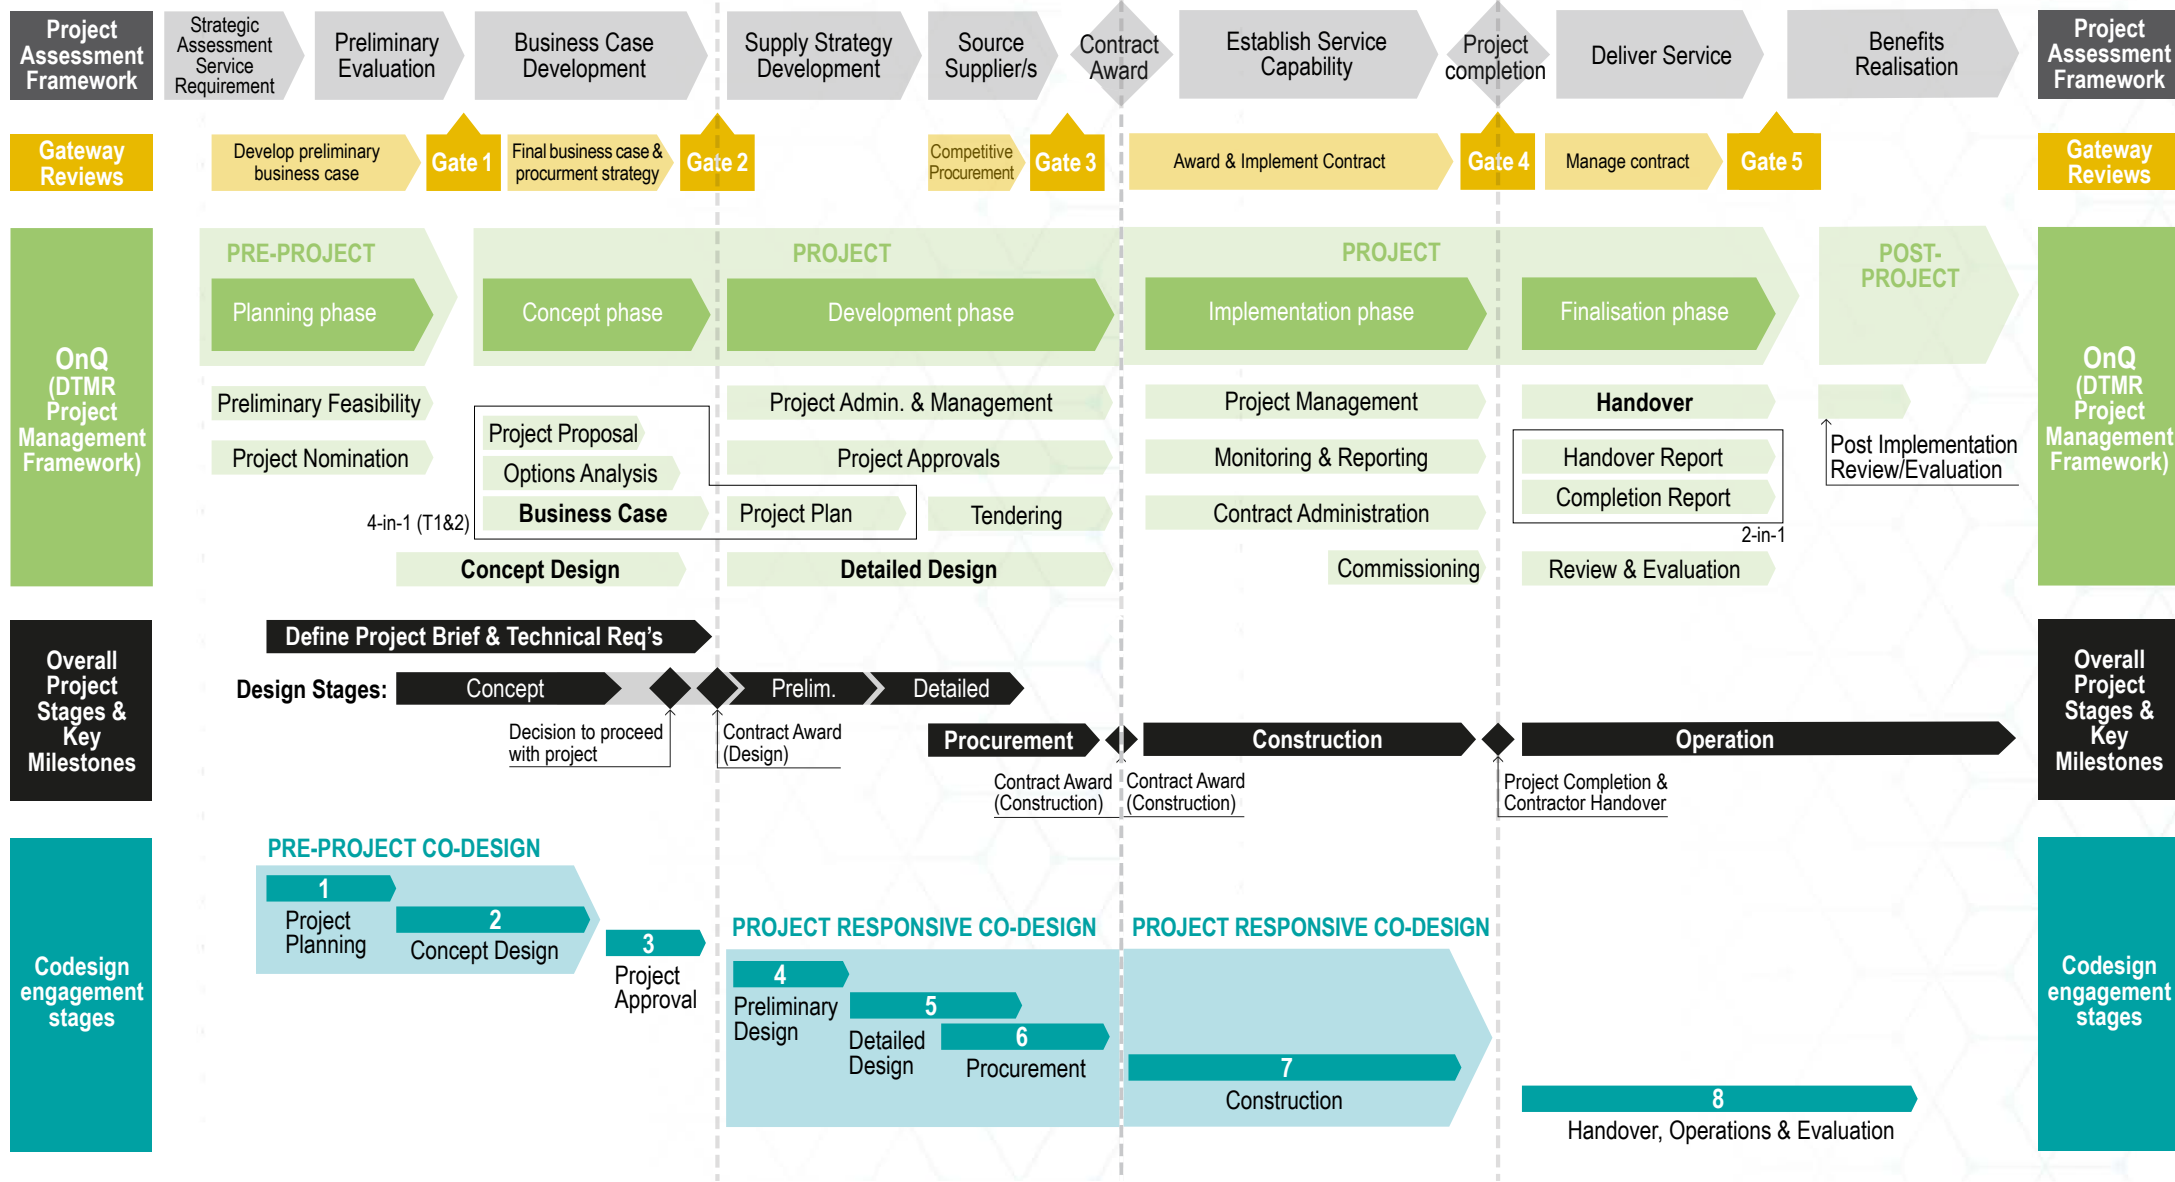 Project
Assessment
Framework
Strategic
Assessment
Service
Requirement
Preliminary
Evaluation
Business Case
Development
Supply Strategy
Development
Source
Supplier/s
Contract
Award
Establish Service
Capability
Project
completion
Deliver Service
Benefits
Realisation
Project
Assessment
Framework
Gateway
Reviews
Develop preliminary
business case
Gate 1
Final business case &
procurment strategy
Gate 2
Competitive
Procurement
Gate 3
Award & Implement Contract
Gate 4
Manage contract
Gate 5
Gateway
Reviews
OnQ
(DTMR
Project
Management
Framework)
PRE-PROJECT
PROJECT
PROJECT
POST-
PROJECT
Planning phase
Concept phase
Development phase
Implementation phase
Finalisation phase
Preliminary Feasibility
Project Nomination
Project Proposal
Options Analysis
Business Case
4-in-1 (T1&2)
Concept Design
Project Admin. & Management
Project Approvals
Project Plan
Tendering
Detailed Design
Project Management
Monitoring & Reporting
Contract Administration
Commissioning
Handover
Handover Report
Completion Report
2-in-1
Review & Evaluation
Post Implementation
Review/Evaluation
OnQ
(DTMR
Project
Management
Framework)
Overall
Project
Stages &
Key
Milestones
Define Project Brief & Technical Req's
Design Stages:
Concept
Prelim.
Detailed
Decision to proceed
with project
Contract Award
(Design)
Procurement
Construction
Operation
Contract Award
(Construction)
Contract Award
(Construction)
Project Completion &
Contractor Handover
Overall
Project
Stages &
Key
Milestones
Codesign
engagement
stages
PRE-PROJECT CO-DESIGN
1
Project
Planning
2
Concept Design
3
Project
Approval
PROJECT RESPONSIVE CO-DESIGN
4
Preliminary
Design
5
Detailed
Design
6
Procurement
PROJECT RESPONSIVE CO-DESIGN
7
Construction
8
Handover, Operations & Evaluation
Codesign
engagement
stages